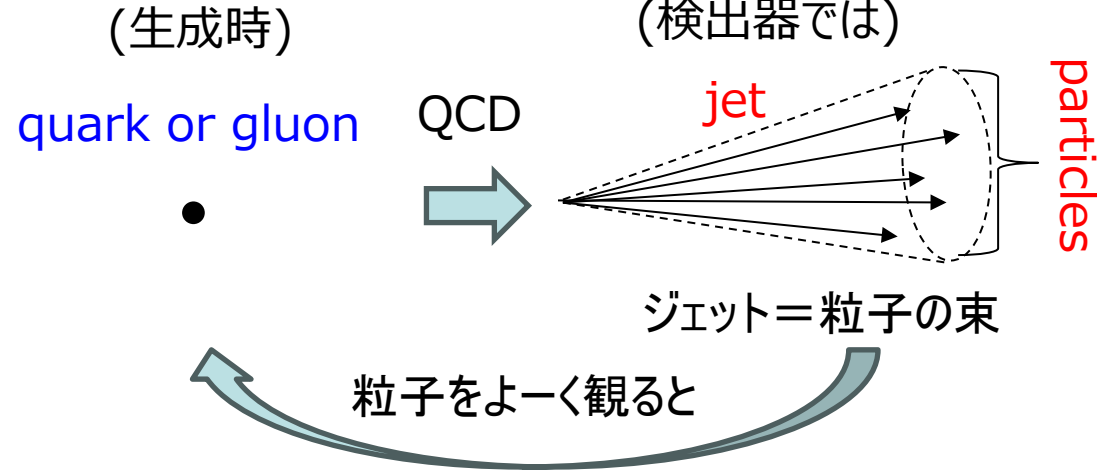 (生成時)
(検出器では)
quark or gluon
QCD
jet
particles
ジェット＝粒子の束
粒子をよーく観ると